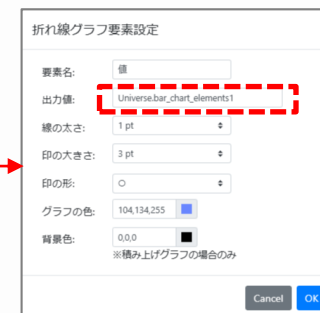 折れ線グラフ要素設定
要素名: 値
出力値: Universe.bar_chart_elements1
線の太さ: 1 pt
印の大きさ: 3 pt
印の形: ○
グラフの色: 104,134,255
背景色: 0,0,0
※積み上げグラフの場合のみ
Cancel OK